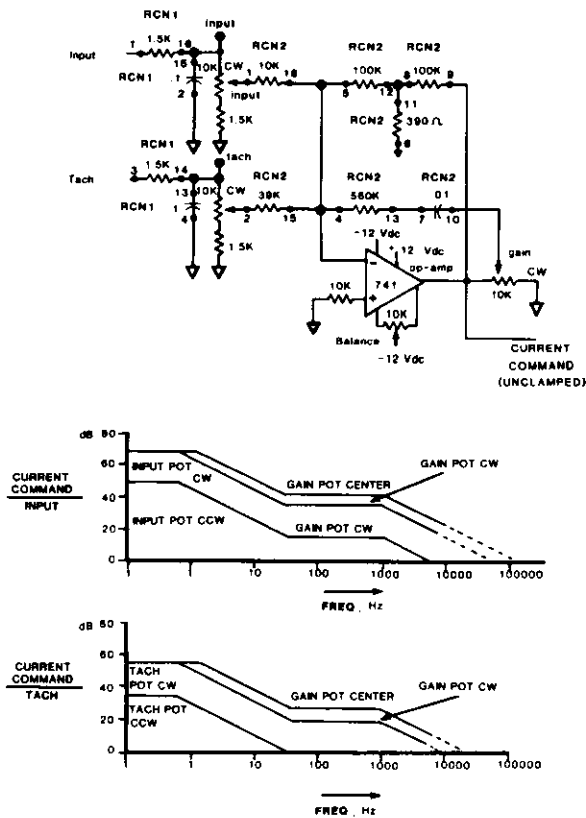 RCN1
input
1.5K
16
Input
1
15
10K
CW
RCN2
10K
RCN2
RCN2
RCN1
.1
2
1
input
18
100K
5
12
8
100K
9
11
1.5K
RCN2
390Ω
6
RCN1
tach
Tach
3
1.5K
14
RCN2
RCN2
RCN2
13
10K
CW
39K
560K
01
RCN1
.1
4
2
15
4
13
7
10
1.5K
-12 Vdc
+12 Vdc
op-amp
gain
CW
10K
10K
741
10K
Balance
-12 Vdc
CURRENT
COMMAND
(UNCLAMPED)
dB 80
CURRENT
COMMAND
INPUT
60
40
20
0
INPUT POT
CW
GAIN POT CENTER
GAIN POT CW
INPUT POT CCW
GAIN POT CW
.1
1
10
100
1000
10000
100000
FREQ, Hz
dB 80
CURRENT
COMMAND
TACH
60
40
20
0
TACH
POT CW
GAIN POT CENTER
GAIN POT CW
TACH POT
CCW
.1
1
10
100
1000
10000
100000
FREQ, Hz